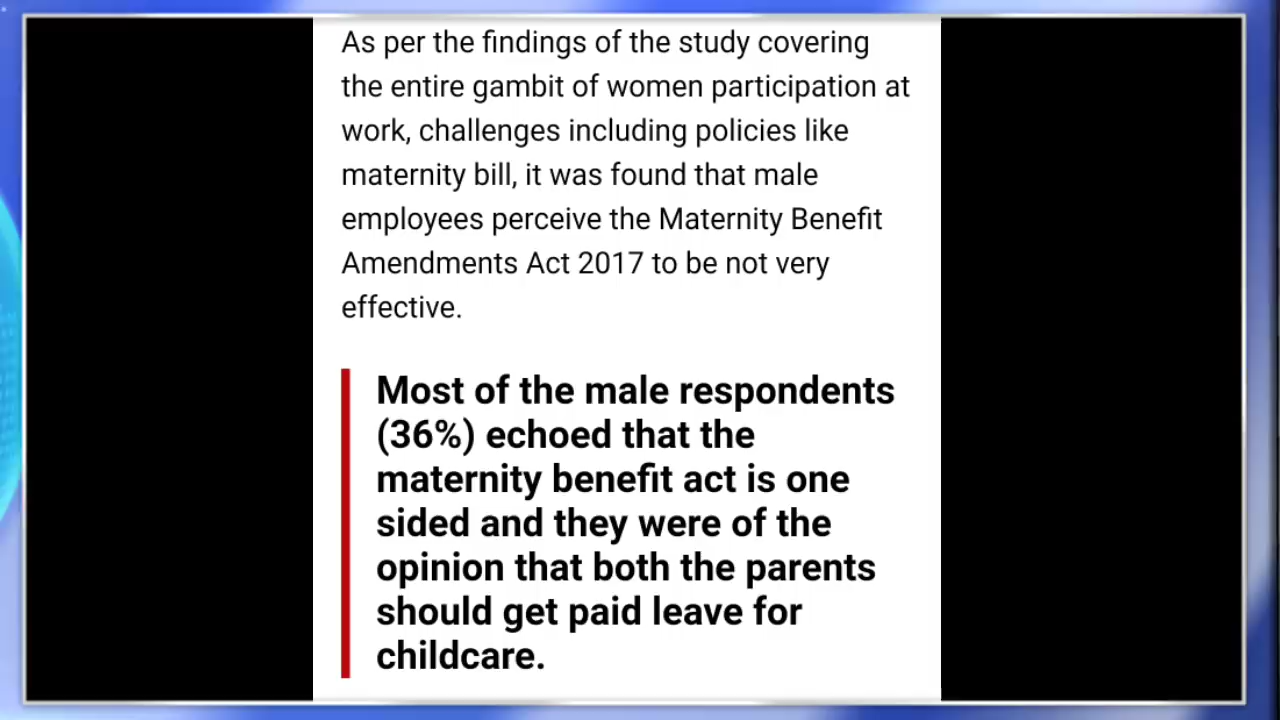 As per the findings of the study covering
the entire gambit of women participation at
work, challenges including policies like
maternity bill, it was found that male
employees perceive the Maternity Benefit
Amendments Act 2017 to be not very
effective.
Most of the male respondents
(36%) echoed that the
maternity benefit act is one
sided and they were of the
opinion that both the parents
should get paid leave for
childcare.